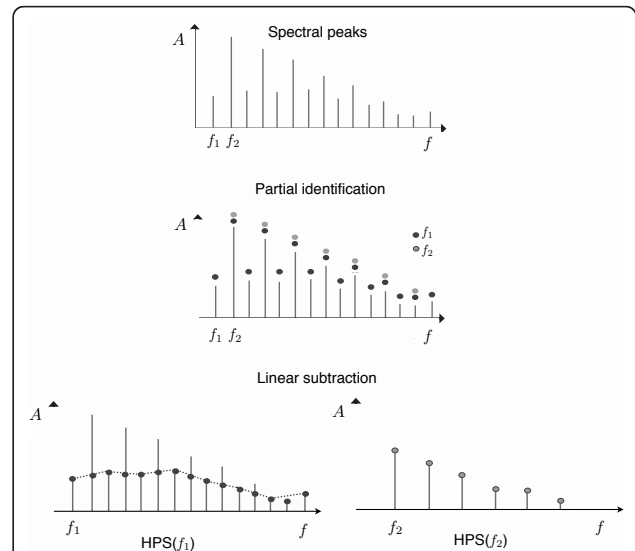 Spectral peaks
A
f₁ f₂ f
Partial identification
A
f₁
f₂
f₁ f₂ f
Linear subtraction
A
A
f₁ f
f₂ f
HPS(f₁)
HPS(f₂)